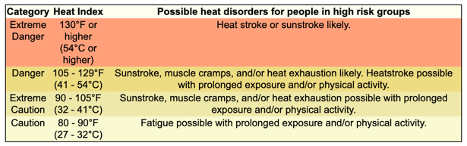 Category Heat Index Possible heat disorders for people in high risk groups
Extreme 130°F or Heat stroke or sunstroke likely.
Danger higher
(54°C or
higher)
Danger 105 - 129°F Sunstroke, muscle cramps, and/or heat exhaustion likely. Heatstroke possible
(41 - 54°C) with prolonged exposure and/or physical activity.
Extreme 90 - 105°F Sunstroke, muscle cramps, and/or heat exhaustion possible with prolonged
Caution (32 - 41°C) exposure and/or physical activity.
Caution 80 - 90°F Fatigue possible with prolonged exposure and/or physical activity.
(27 - 32°C)